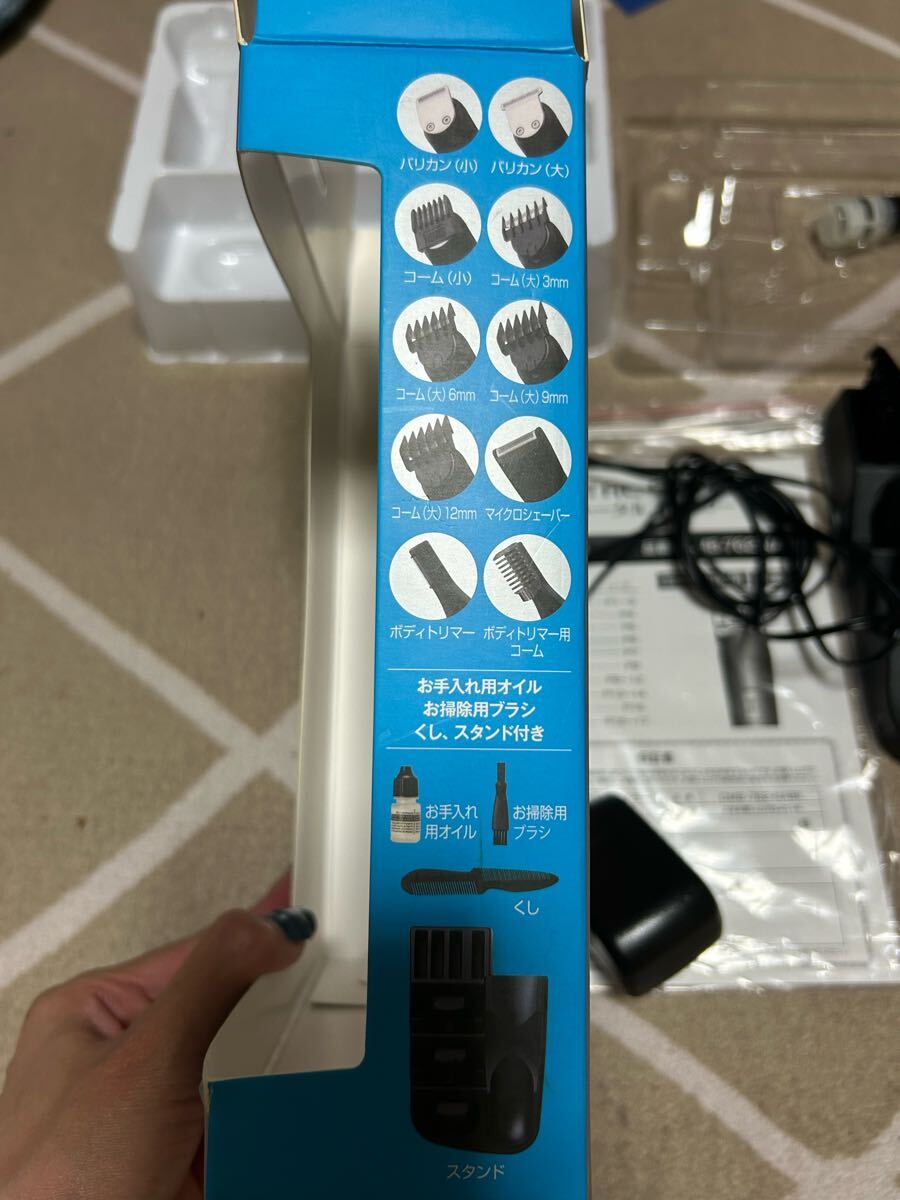 バリカン(小)
バリカン(大)
コーム(小)
コーム(大)3mm
コーム(大)6mm
コーム(大)9mm
コーム(大)12mm
マイクロシェーバー
ボディトリマー
ボディトリマー用
コーム
お手入れ用オイル
お掃除用ブラシ
くし、スタンド付き
お手入れ
用オイル
お掃除用
ブラシ
くし
スタンド